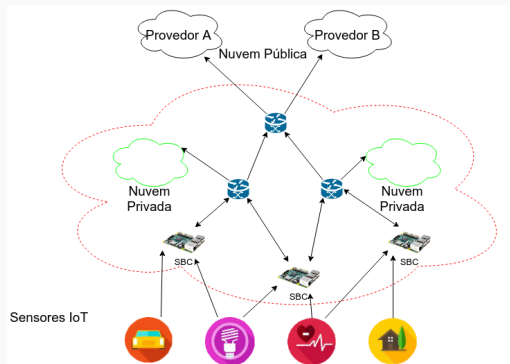 Provedor A
Provedor B
Nuvem Pública
Nuvem
Privada
Nuvem
Privada
SBC
SBC
SBC
Sensores IoT